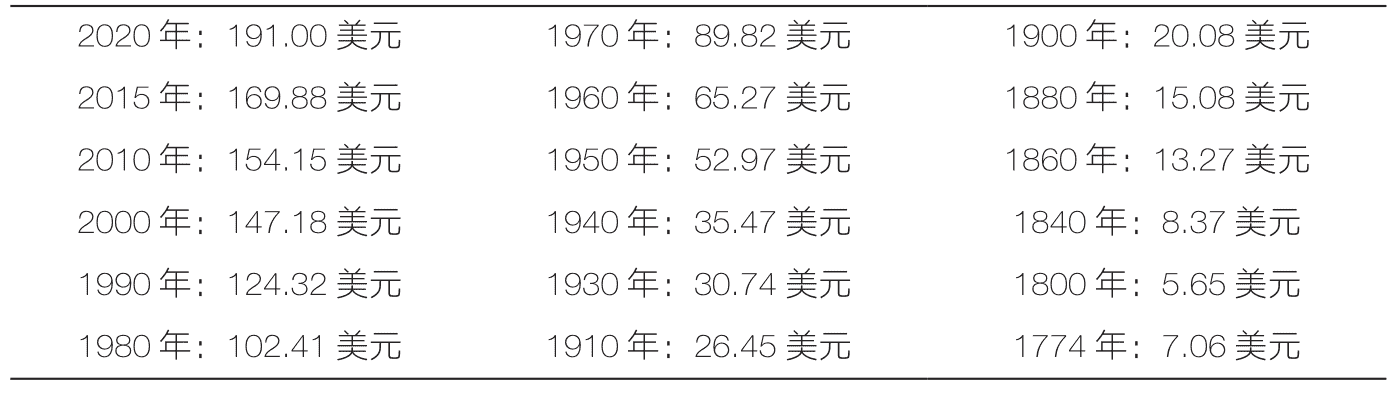 2020 年：191.00 美元 1970 年：89.82 美元 1900 年：20.08 美元
2015 年：169.88 美元 1960 年：65.27 美元 1880 年：15.08 美元
2010 年：154.15 美元 1950 年：52.97 美元 1860 年：13.27 美元
2000 年：147.18 美元 1940 年：35.47 美元 1840 年：8.37 美元
1990 年：124.32 美元 1930 年：30.74 美元 1800 年：5.65 美元
1980 年：102.41 美元 1910 年：26.45 美元 1774 年：7.06 美元